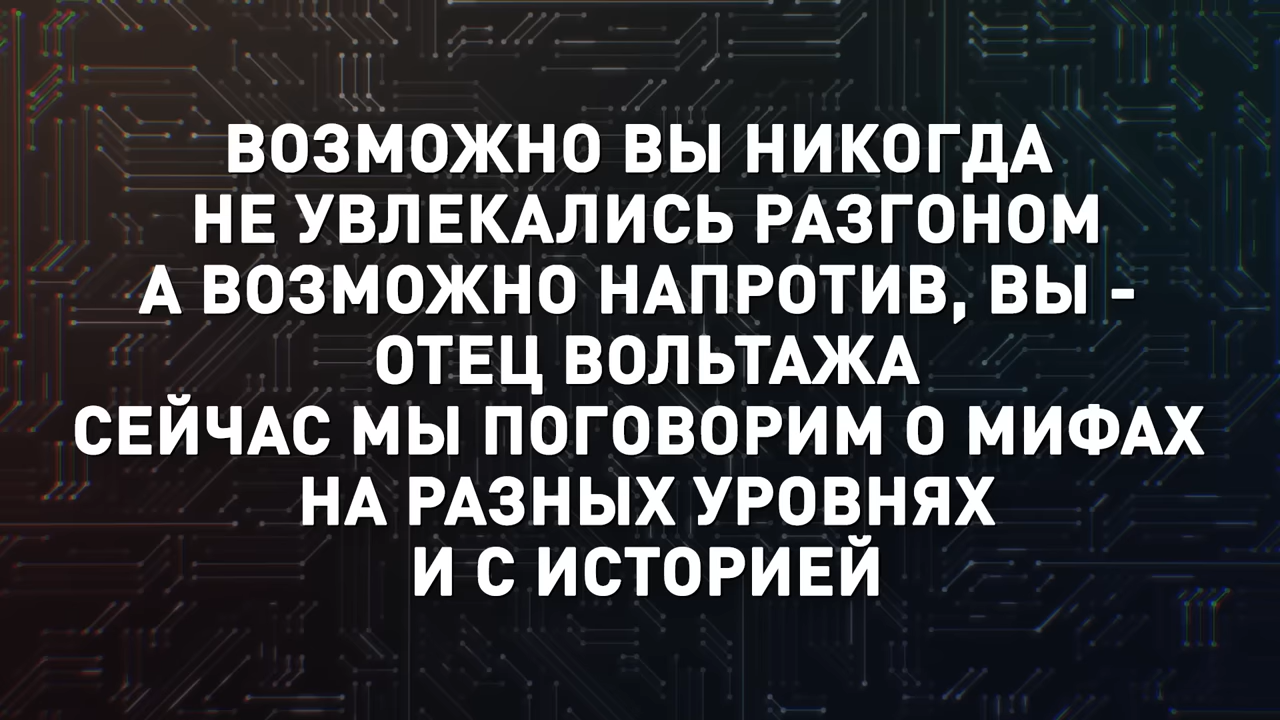 ВОЗМОЖНО ВЫ НИКОГДА
НЕ УВЛЕКАЛИСЬ РАЗГОНОМ
А ВОЗМОЖНО НАПРОТИВ, ВЫ -
ОТЕЦ ВОЛЬТАЖА
СЕЙЧАС МЫ ПОГОВОРИМ О МИФАХ
НА РАЗНЫХ УРОВНЯХ
И С ИСТОРИЕЙ